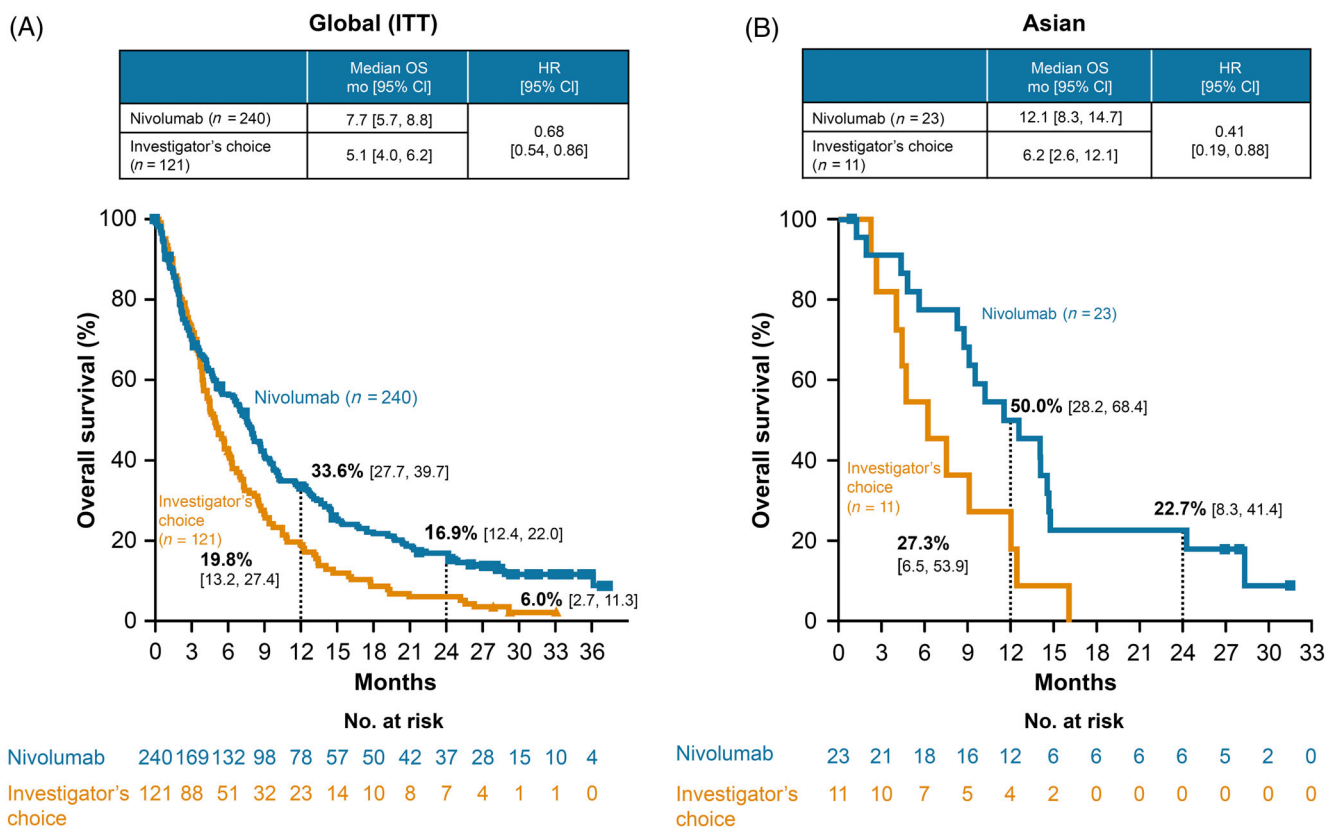 (A)
Global (ITT)
Median OS
mo [95% CI]
HR
[95% CI]
Nivolumab (n = 240)
7.7 [5.7, 8.8]
0.68
[0.54, 0.86]
Investigator's choice
(n = 121)
5.1 [4.0, 6.2]
Overall survival (%)
100
80
60
40
20
0
Nivolumab (n = 240)
33.6% [27.7, 39.7]
Investigator's
choice
(n = 121)
19.8%
[13.2, 27.4]
16.9% [12.4, 22.0]
6.0% [2.7, 11.3]
0 3 6 9 12 15 18 21 24 27 30 33 36
Months
No. at risk
Nivolumab 240 169 132 98 78 57 50 42 37 28 15 10 4
Investigator's
choice
121 88 51 32 23 14 10 8 7 4 1 1 0
(B)
Asian
Median OS
mo [95% CI]
HR
[95% CI]
Nivolumab (n = 23)
12.1 [8.3, 14.7]
0.41
[0.19, 0.88]
Investigator's choice
(n = 11)
6.2 [2.6, 12.1]
Overall survival (%)
100
80
60
40
20
0
Nivolumab (n = 23)
50.0% [28.2, 68.4]
Investigator's
choice
(n = 11)
27.3%
[6.5, 53.9]
22.7% [8.3, 41.4]
0 3 6 9 12 15 18 21 24 27 30 33
Months
No. at risk
Nivolumab 23 21 18 16 12 6 6 6 6 5 2 0
Investigator's
choice
11 10 7 5 4 2 0 0 0 0 0 0